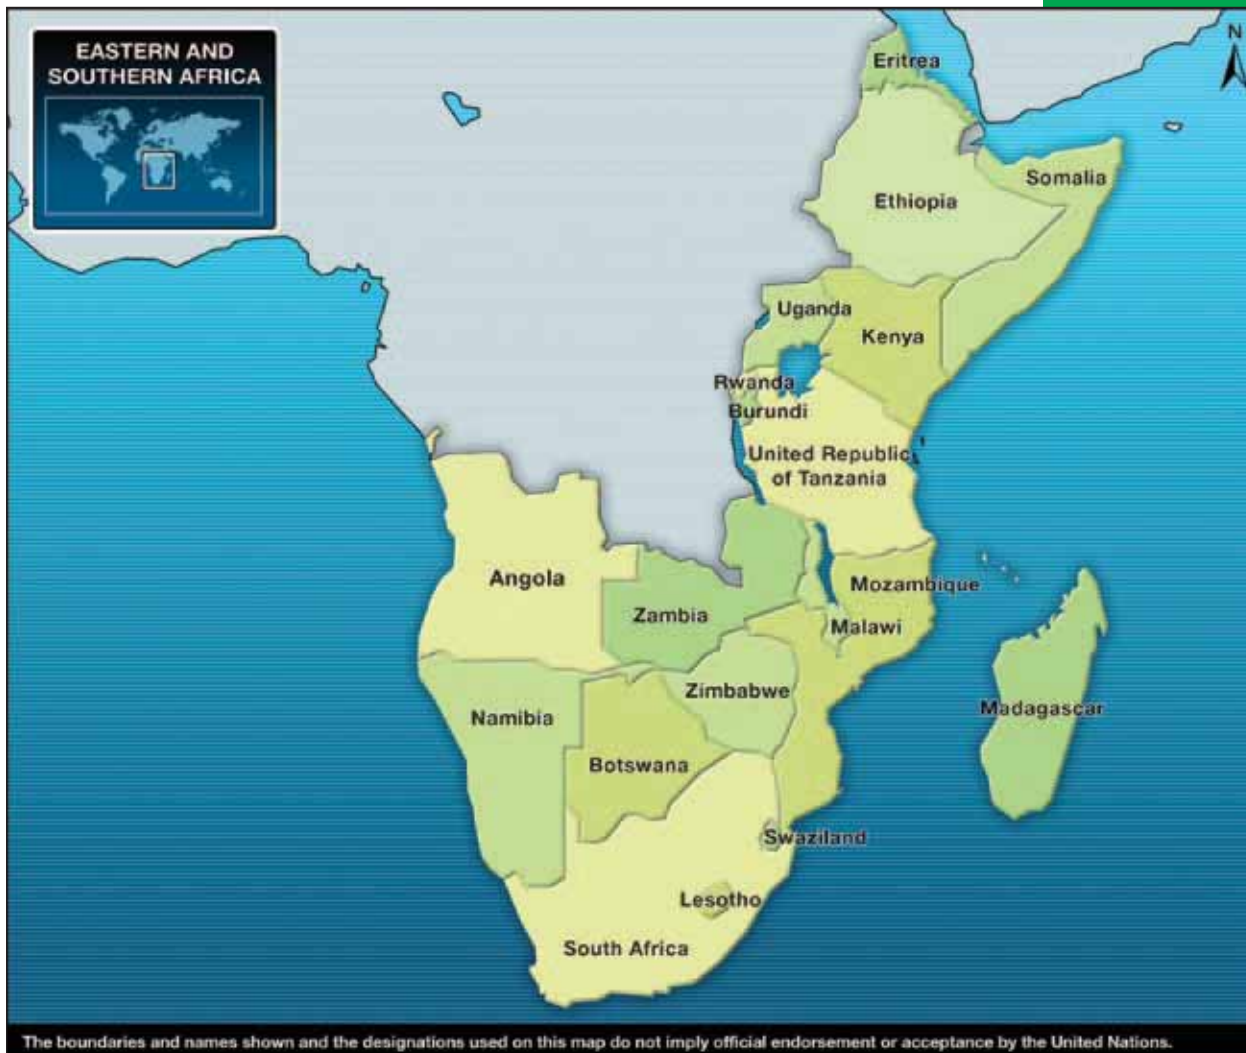 EASTERN AND
SOUTHERN AFRICA
N
Eritrea
Somalia
Ethiopia
Uganda
Kenya
Rwanda
Burundi
United Republic
of Tanzania
Angola
Mozambique
Zambia
Malawi
Zimbabwe
Madagascar
Namibia
Botswana
Swaziland
Lesotho
South Africa
The boundaries and names shown and the designations used on this map do not imply official endorsement or acceptance by the United Nations.